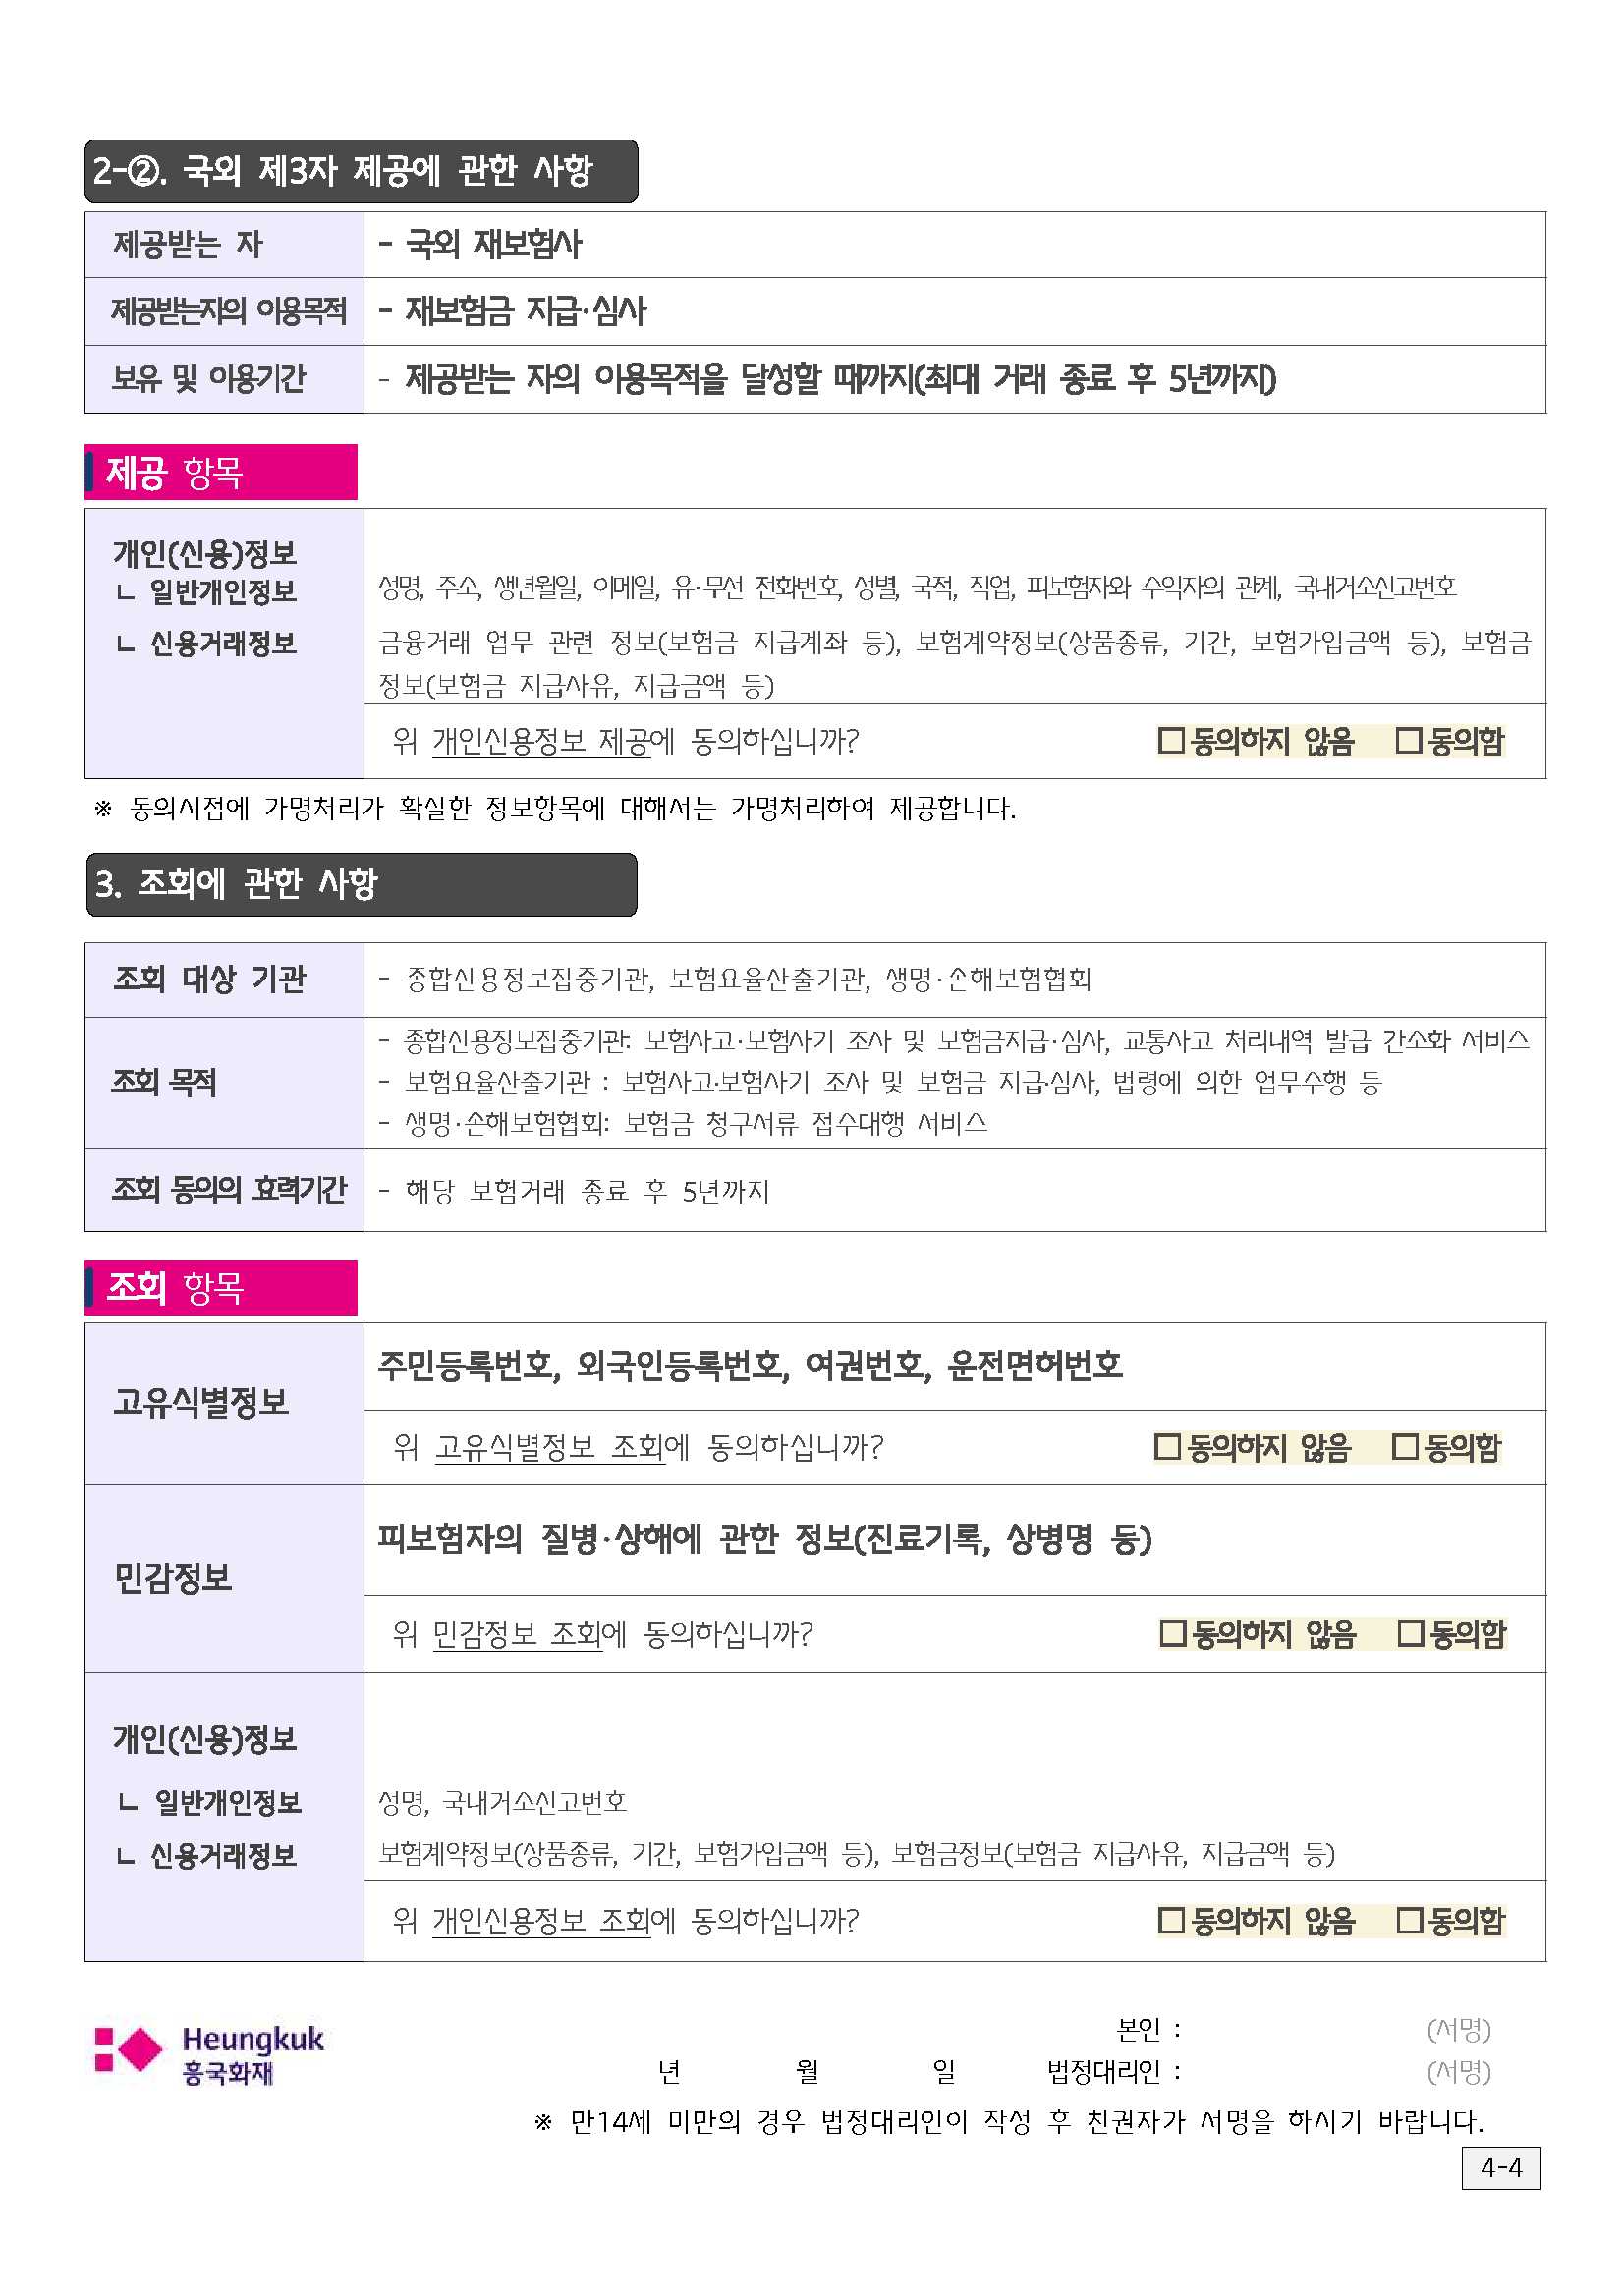 2-②. 국외 제3자 제공에 관한 사항
제공받는 자
- 국외 재보험사
제공받는자의 이용목적
- 재보험금 지급·심사
보유 및 이용기간
- 제공받는 자의 이용목적을 달성할 때까지(최대 거래 종료 후 5년까지)
제공 항목
개인(신용)정보
ㄴ 일반개인정보
성명, 주소, 생년월일, 이메일, 유·무선 전화번호, 성별, 국적, 직업, 피보험자와 수익자의 관계, 국내거소신고번호
ㄴ 신용거래정보
금융거래 업무 관련 정보(보험금 지급계좌 등), 보험계약정보(상품종류, 기간, 보험가입금액 등), 보험금
정보(보험금 지급사유, 지급금액 등)
위 개인신용정보 제공에 동의하십니까? □동의하지 않음 □동의함
※ 동의시점에 가명처리가 확실한 정보항목에 대해서는 가명처리하여 제공합니다.
3. 조회에 관한 사항
조회 대상 기관
- 종합신용정보집중기관, 보험요율산출기관, 생명·손해보험협회
조회 목적
- 종합신용정보집중기관: 보험사고·보험사기 조사 및 보험금지급·심사, 교통사고 처리내역 발급 간소화 서비스
- 보험요율산출기관 : 보험사고·보험사기 조사 및 보험금 지급·심사, 법령에 의한 업무수행 등
- 생명·손해보험협회: 보험금 청구서류 접수대행 서비스
조회 동의의 효력기간
- 해당 보험거래 종료 후 5년까지
조회 항목
고유식별정보
주민등록번호, 외국인등록번호, 여권번호, 운전면허번호
위 고유식별정보 조회에 동의하십니까? □동의하지 않음 □동의함
민감정보
피보험자의 질병·상해에 관한 정보(진료기록, 상병명 등)
위 민감정보 조회에 동의하십니까? □동의하지 않음 □동의함
개인(신용)정보
ㄴ 일반개인정보
성명, 국내거소신고번호
ㄴ 신용거래정보
보험계약정보(상품종류, 기간, 보험가입금액 등), 보험금정보(보험금 지급사유, 지급금액 등)
위 개인신용정보 조회에 동의하십니까? □동의하지 않음 □동의함
Heungkuk
흥국화재
본인 : (서명)
년 월 일 법정대리인 : (서명)
※ 만14세 미만의 경우 법정대리인이 작성 후 친권자가 서명을 하시기 바랍니다.
4-4